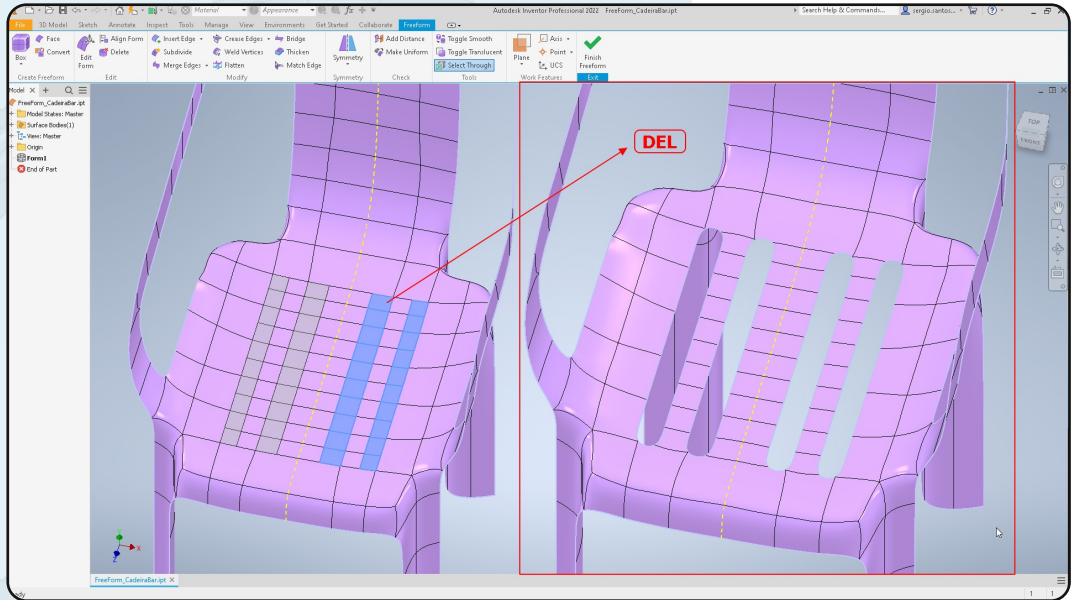 Material
Appearance
fx
Autodesk Inventor Professional 2022 FreeForm_CadeiraBar.ipt
Search Help & Commands...
sergio.santos...
File 3D Model Sketch Annotate Inspect Tools Manage View Environments Get Started Collaborate Freeform
Box
Face
Convert
Create Freeform
Edit Form
Align Form
Delete
Edit
Insert Edge
Subdivide
Merge Edges
Crease Edges
Weld Vertices
Flatten
Bridge
Thicken
Match Edge
Modify
Symmetry
Symmetry
Add Distance
Make Uniform
Check
Toggle Smooth
Toggle Translucent
Select Through
Tools
Plane
Axis
Point
UCS
Work Features
Finish Freeform
Exit
Model
FreeForm_CadeiraBar.ipt
Model States: Master
Surface Bodies(1)
View: Master
Origin
Form1
End of Part
DEL
TOP
FRONT
Y
X
Z
FreeForm_CadeiraBar.ipt
1 1